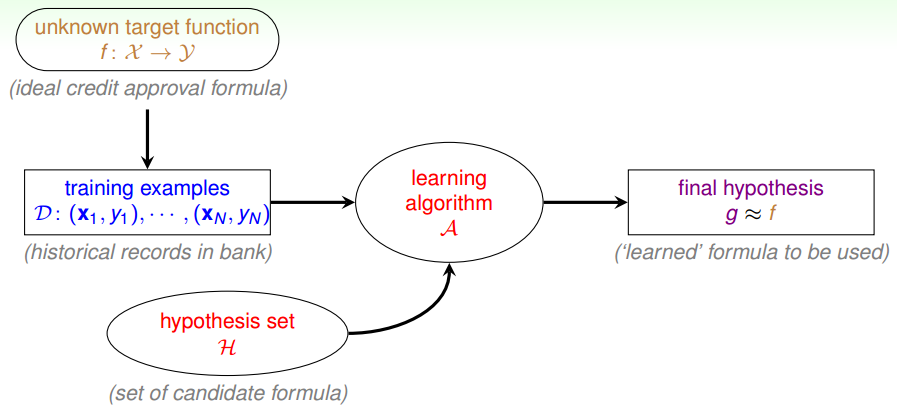 unknown target function
f: 𝒳 → 𝒴
(ideal credit approval formula)
training examples
𝒟: (x₁, y₁), ⋯ , (x_N, y_N)
(historical records in bank)
learning
algorithm
𝒜
final hypothesis
g ≈ f
(‘learned’ formula to be used)
hypothesis set
ℋ
(set of candidate formula)